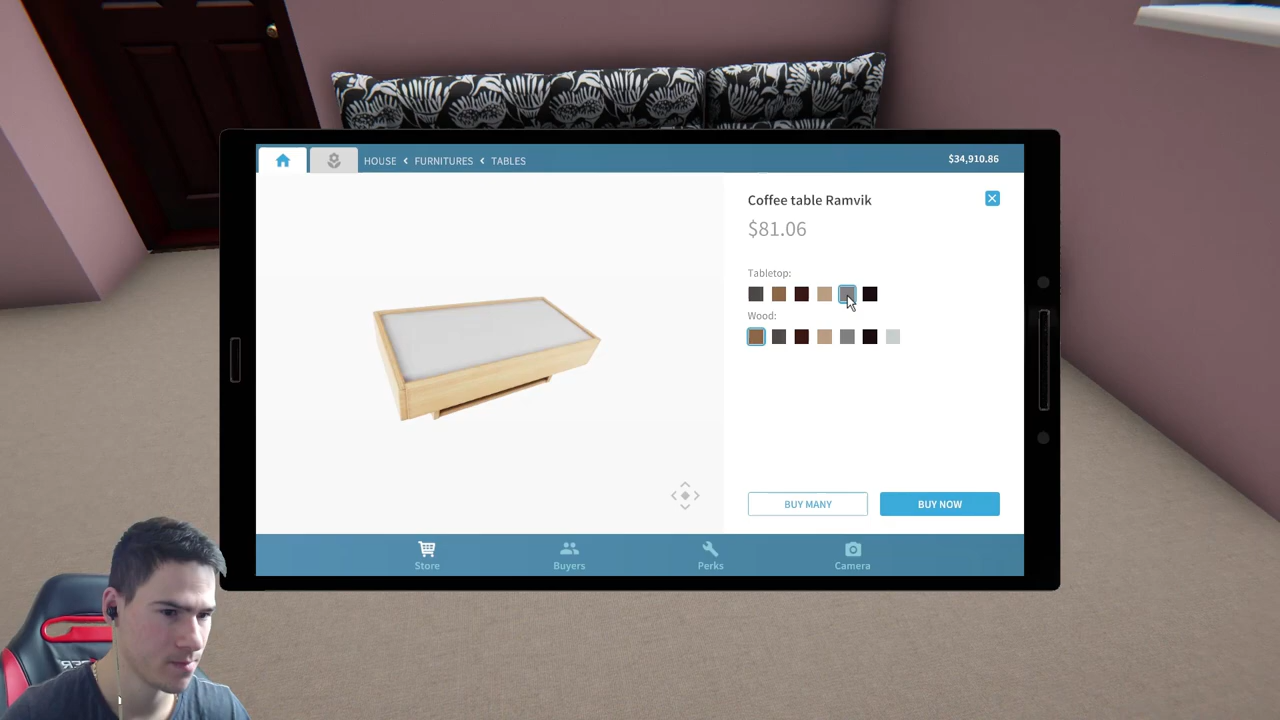 HOUSE < FURNITURES < TABLES
$34,910.86
Coffee table Ramvik
$81.06
Tabletop:
Wood:
BUY MANY
BUY NOW
Store
Buyers
Perks
Camera